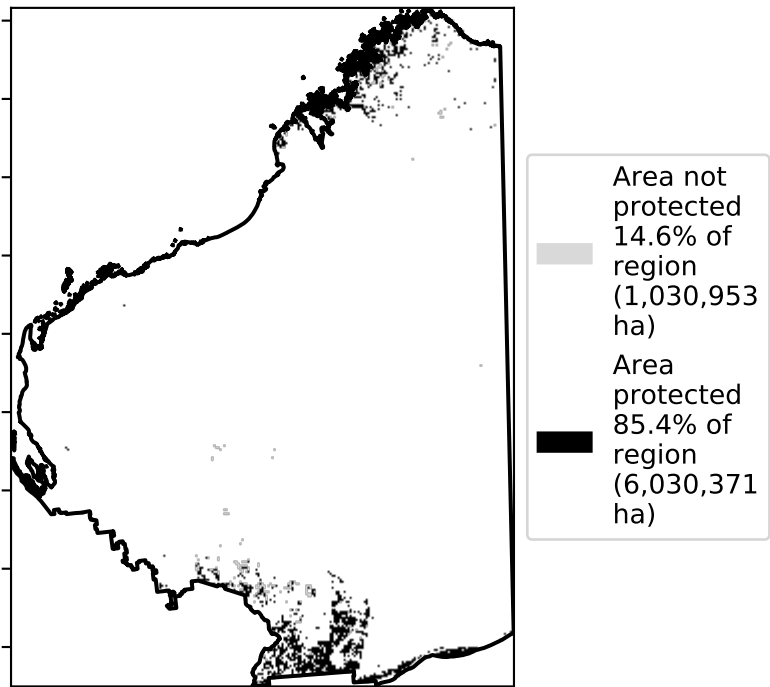 Area not
protected
14.6% of
region
(1,030,953
ha)
Area
protected
85.4% of
region
(6,030,371
ha)